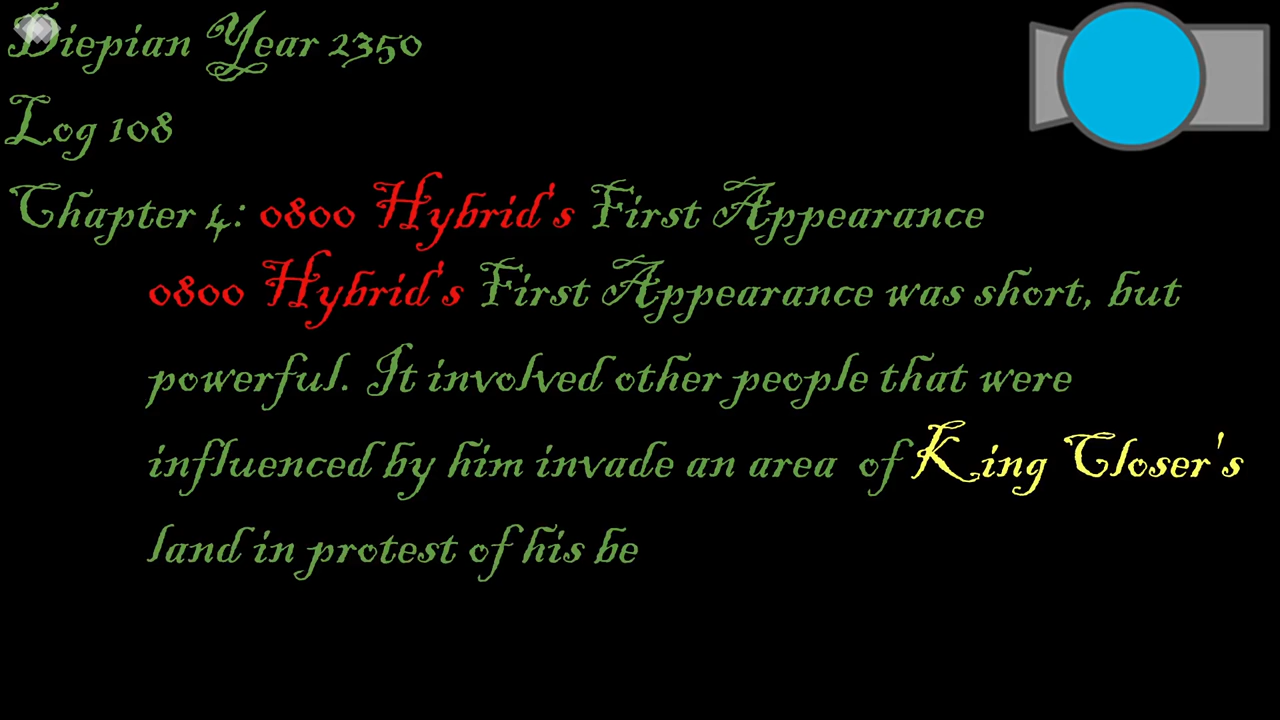 Diepian Year 2350
Log 108
Chapter 4: 0800 Hybrid's First Appearance
0800 Hybrid's First Appearance was short, but
powerful. It involved other people that were
influenced by him invade an area of King Closer's
land in protest of his be